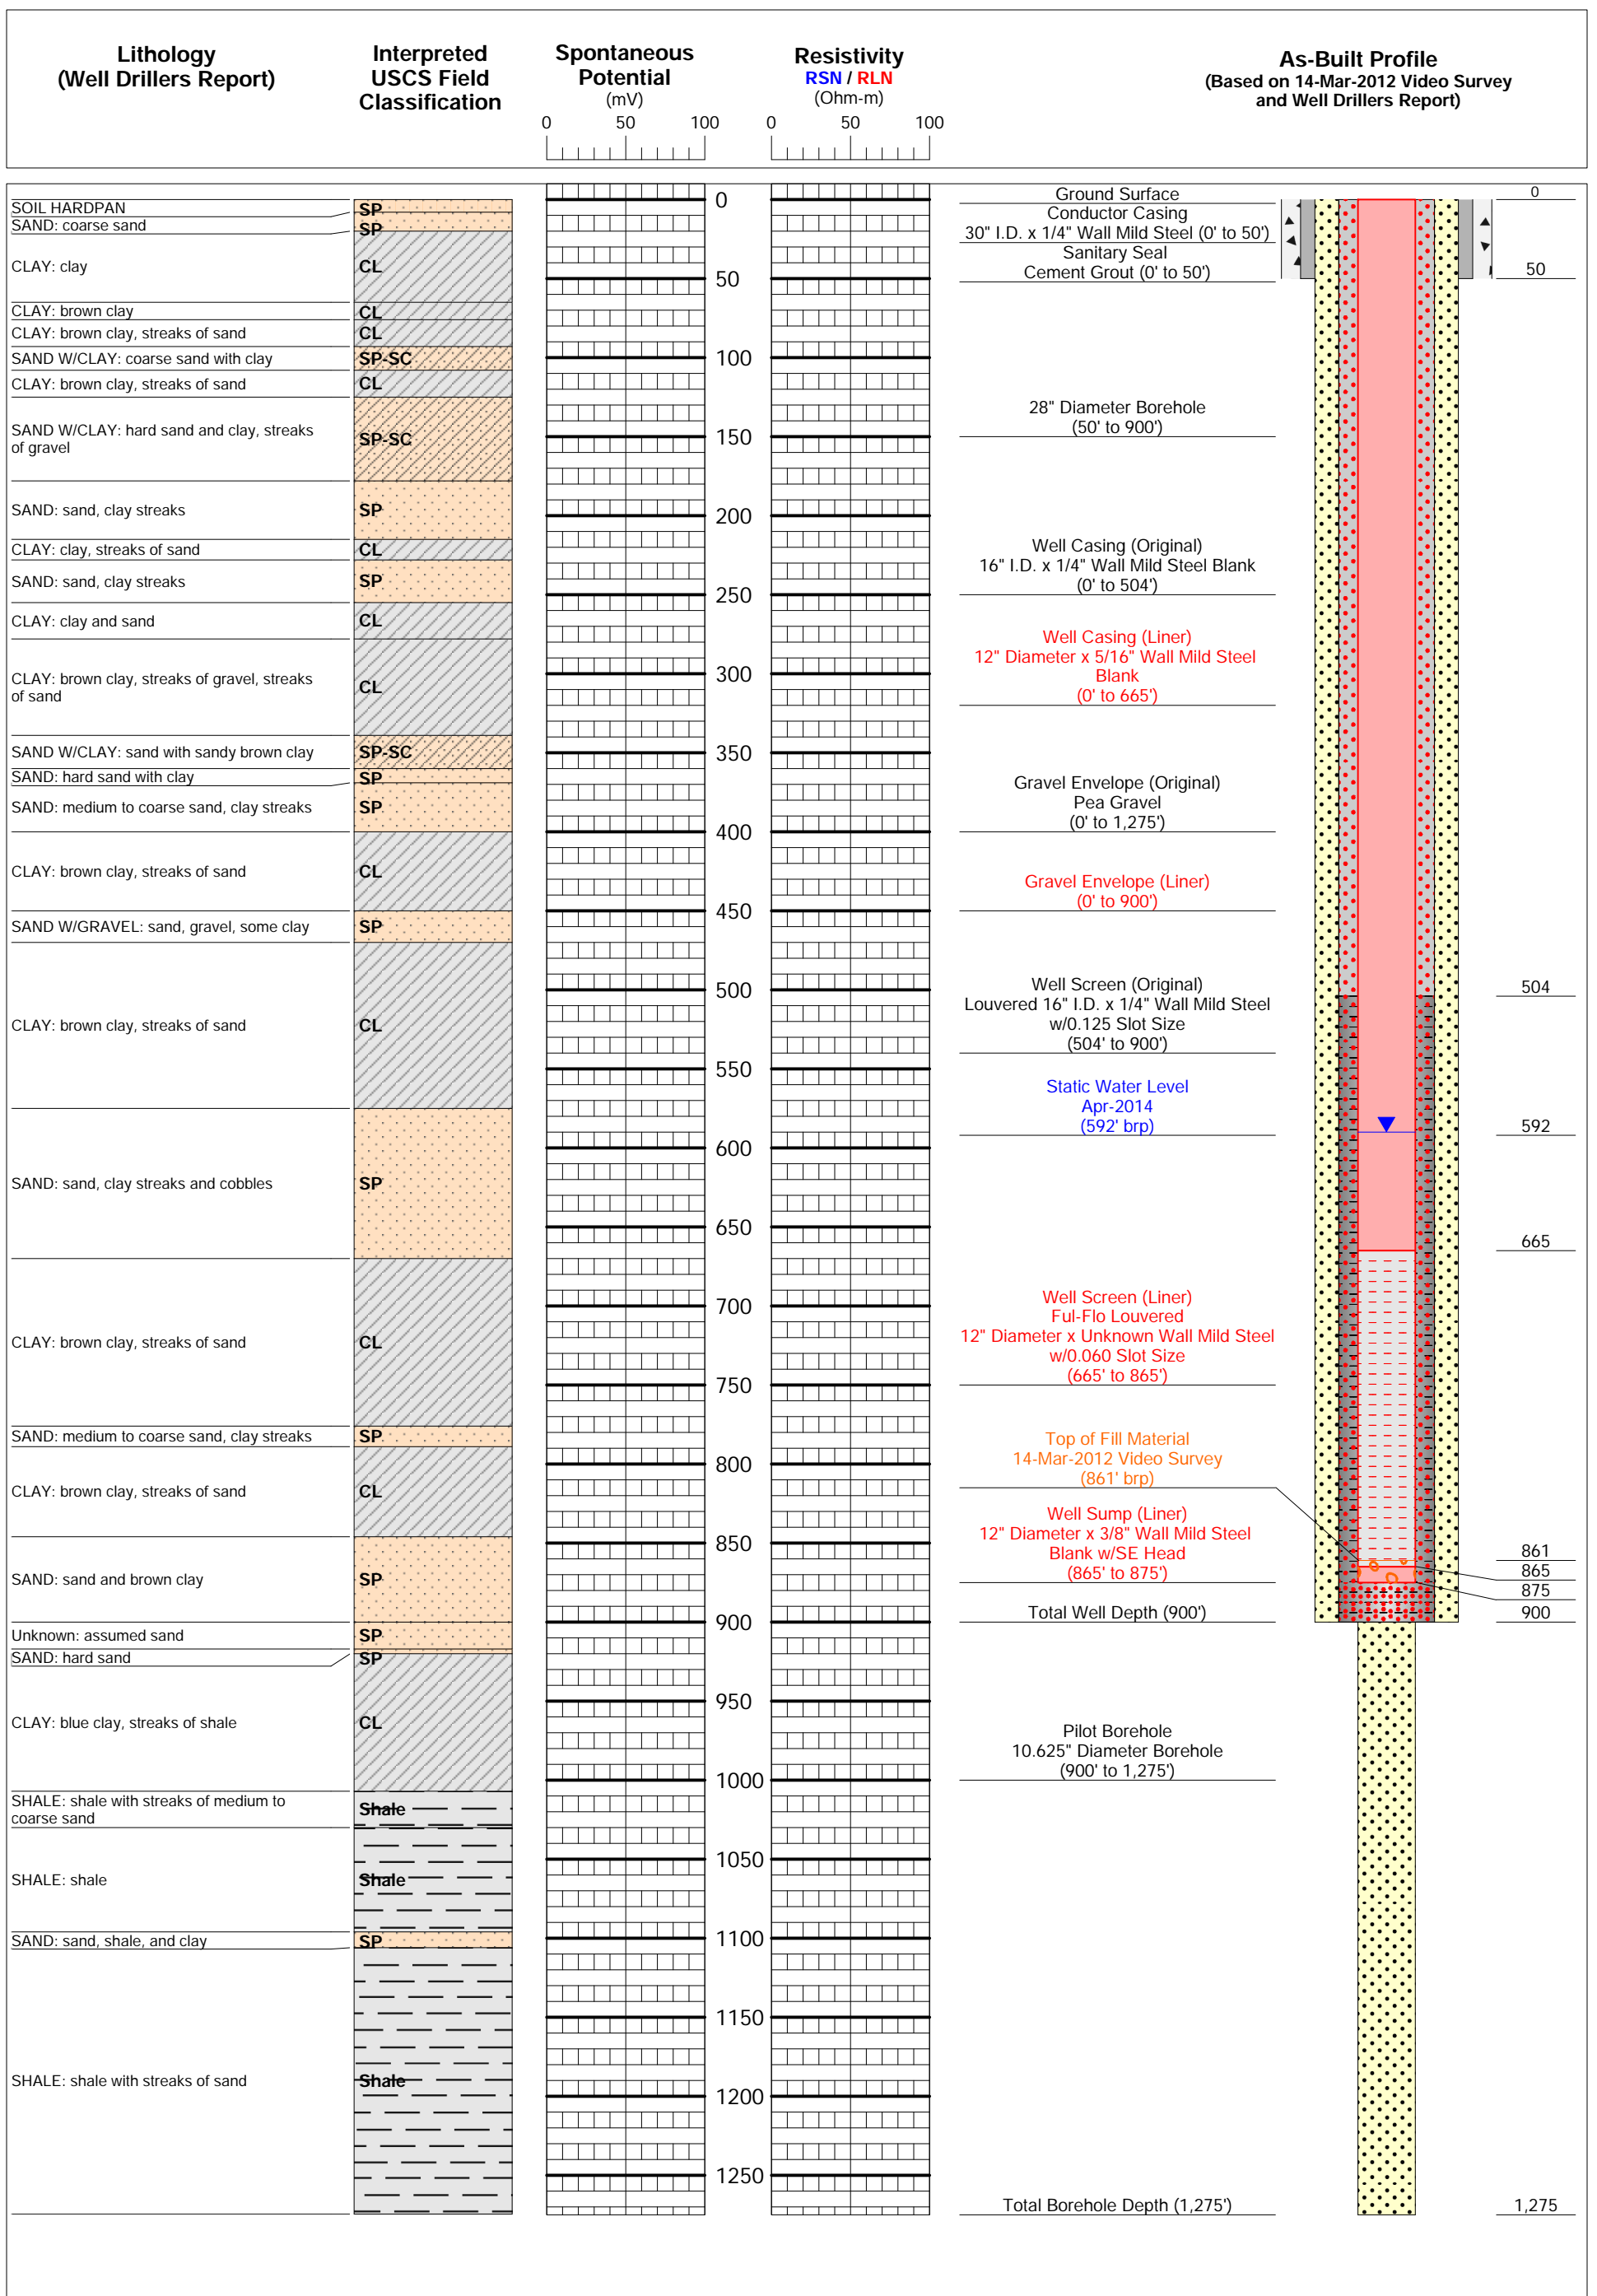 Lithology
(Well Drillers Report)
Interpreted
USCS Field
Classification
Spontaneous
Potential
(mV)
0 50 100
Resistivity
RSN / RLN
(Ohm-m)
0 50 100
As-Built Profile
(Based on 14-Mar-2012 Video Survey
and Well Drillers Report)
SOIL HARDPAN
SAND: coarse sand
CLAY: clay
CLAY: brown clay
CLAY: brown clay, streaks of sand
SAND W/CLAY: coarse sand with clay
CLAY: brown clay, streaks of sand
SAND W/CLAY: hard sand and clay, streaks
of gravel
SAND: sand, clay streaks
CLAY: clay, streaks of sand
SAND: sand, clay streaks
CLAY: clay and sand
CLAY: brown clay, streaks of gravel, streaks
of sand
SAND W/CLAY: sand with sandy brown clay
SAND: hard sand with clay
SAND: medium to coarse sand, clay streaks
CLAY: brown clay, streaks of sand
SAND W/GRAVEL: sand, gravel, some clay
CLAY: brown clay, streaks of sand
SAND: sand, clay streaks and cobbles
CLAY: brown clay, streaks of sand
SAND: medium to coarse sand, clay streaks
CLAY: brown clay, streaks of sand
SAND: sand and brown clay
Unknown: assumed sand
SAND: hard sand
CLAY: blue clay, streaks of shale
SHALE: shale with streaks of medium to
coarse sand
SHALE: shale
SAND: sand, shale, and clay
SHALE: shale with streaks of sand
SP
SP
CL
CL
CL
SP-SC
CL
SP-SC
SP
CL
SP
CL
CL
SP-SC
SP
SP
CL
SP
CL
SP
CL
SP
CL
SP
SP
SP
CL
Shale
Shale
SP
Shale
0
50
100
150
200
250
300
350
400
450
500
550
600
650
700
750
800
850
900
950
1000
1050
1100
1150
1200
1250
Ground Surface
Conductor Casing
30" I.D. x 1/4" Wall Mild Steel (0' to 50')
Sanitary Seal
Cement Grout (0' to 50')
28" Diameter Borehole
(50' to 900')
Well Casing (Original)
16" I.D. x 1/4" Wall Mild Steel Blank
(0' to 504')
Well Casing (Liner)
12" Diameter x 5/16" Wall Mild Steel
Blank
(0' to 665')
Gravel Envelope (Original)
Pea Gravel
(0' to 1,275')
Gravel Envelope (Liner)
(0' to 900')
Well Screen (Original)
Louvered 16" I.D. x 1/4" Wall Mild Steel
w/0.125 Slot Size
(504' to 900')
Static Water Level
Apr-2014
(592' brp)
Well Screen (Liner)
Ful-Flo Louvered
12" Diameter x Unknown Wall Mild Steel
w/0.060 Slot Size
(665' to 865')
Top of Fill Material
14-Mar-2012 Video Survey
(861' brp)
Well Sump (Liner)
12" Diameter x 3/8" Wall Mild Steel
Blank w/SE Head
(865' to 875')
Total Well Depth (900')
Pilot Borehole
10.625" Diameter Borehole
(900' to 1,275')
Total Borehole Depth (1,275')
0
50
504
592
665
861
865
875
900
1,275